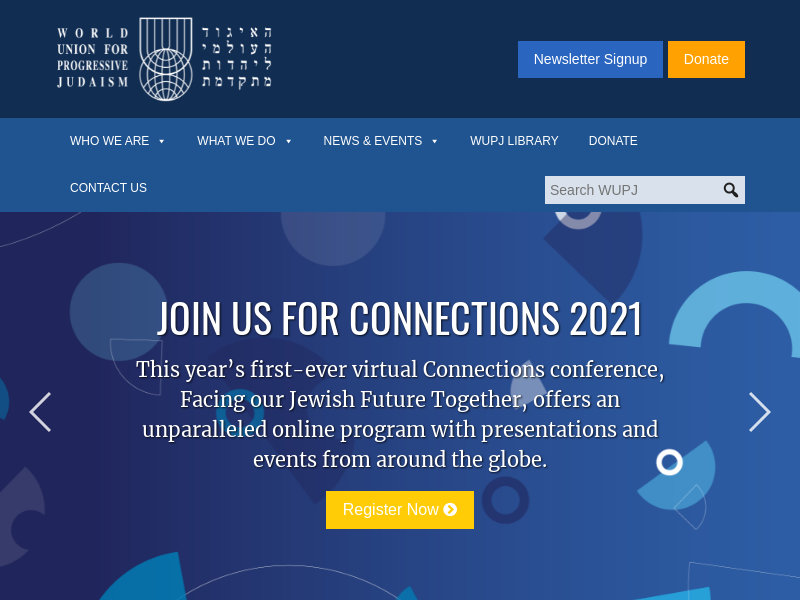 WORLD
UNION FOR
PROGRESSIVE
JUDAISM
האיגוד
העולמי
ליהדות
מתקדמת
Newsletter Signup
Donate
WHO WE ARE
WHAT WE DO
NEWS & EVENTS
WUPJ LIBRARY
DONATE
CONTACT US
Search WUPJ
JOIN US FOR CONNECTIONS 2021
This year’s first-ever virtual Connections conference,
Facing our Jewish Future Together, offers an
unparalleled online program with presentations and
events from around the globe.
Register Now